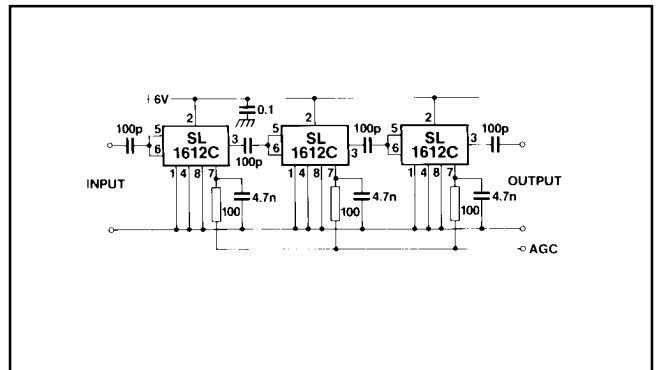 + 6V
0.1
2 2 2
100p 5 SL 3 5 SL 5 SL 100p
6 1612C 100p 6 1612C 3 100p 6 1612C 3
INPUT 1 4 8 7 4.7n 1 4 8 7 4.7n 1 4 8 7 4.7n OUTPUT
100 100 100
AGC